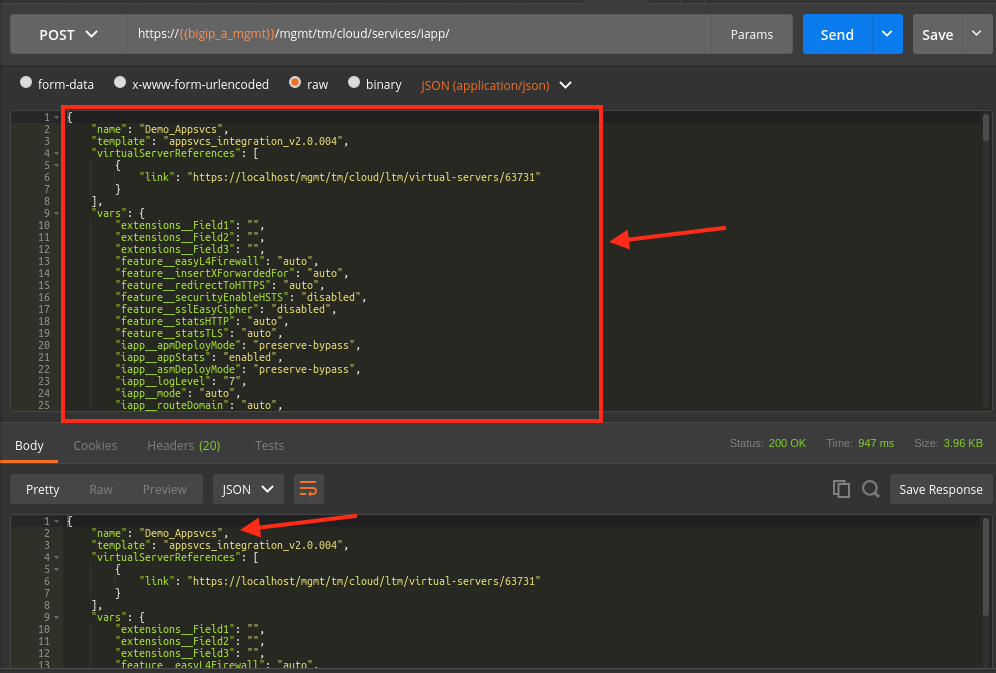 POST https://{{bigip_a_mgmt}}/mgmt/tm/cloud/services/iapp/ Params Send Save
form-data x-www-form-urlencoded raw binary JSON (application/json)
1 {
2 "name": "Demo_Appsvcs",
3 "template": "appsvcs_integration_v2.0.004",
4 "virtualServerReferences": [
5 {
6 "link": "https://localhost/mgmt/tm/cloud/ltm/virtual-servers/63731"
7 }
8 ],
9 "vars": {
10 "extensions__Field1": "",
11 "extensions__Field2": "",
12 "extensions__Field3": "",
13 "feature__easyL4Firewall": "auto",
14 "feature__insertXForwardedFor": "auto",
15 "feature__redirectToHTTPS": "auto",
16 "feature__securityEnableHSTS": "disabled",
17 "feature__sslEasyCipher": "disabled",
18 "feature__statsHTTP": "auto",
19 "feature__statsTLS": "auto",
20 "iapp__apmDeployMode": "preserve-bypass",
21 "iapp__appStats": "enabled",
22 "iapp__asmDeployMode": "preserve-bypass",
23 "iapp__logLevel": "7",
24 "iapp__mode": "auto",
25 "iapp__routeDomain": "auto",
Body Cookies Headers (20) Tests Status: 200 OK Time: 947 ms Size: 3.96 KB
Pretty Raw Preview JSON Save Response
1 {
2 "name": "Demo_Appsvcs",
3 "template": "appsvcs_integration_v2.0.004",
4 "virtualServerReferences": [
5 {
6 "link": "https://localhost/mgmt/tm/cloud/ltm/virtual-servers/63731"
7 }
8 ],
9 "vars": {
10 "extensions__Field1": "",
11 "extensions__Field2": "",
12 "extensions__Field3": "",
13 "feature__easyL4Firewall": "auto",